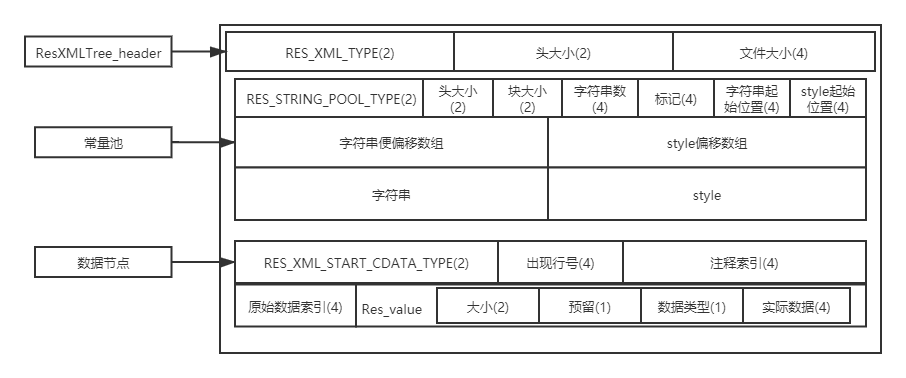 ResXMLTree_header
RES_XML_TYPE(2)
头大小(2)
文件大小(4)
常量池
RES_STRING_POOL_TYPE(2)
头大小
(2)
块大小
(2)
字符串数
(4)
标记(4)
字符串起
始位置(4)
style起始
位置(4)
字符串便偏移数组
style偏移数组
字符串
style
数据节点
RES_XML_START_CDATA_TYPE(2)
出现行号(4)
注释索引(4)
原始数据索引(4)
Res_value
大小(2)
预留(1)
数据类型(1)
实际数据(4)